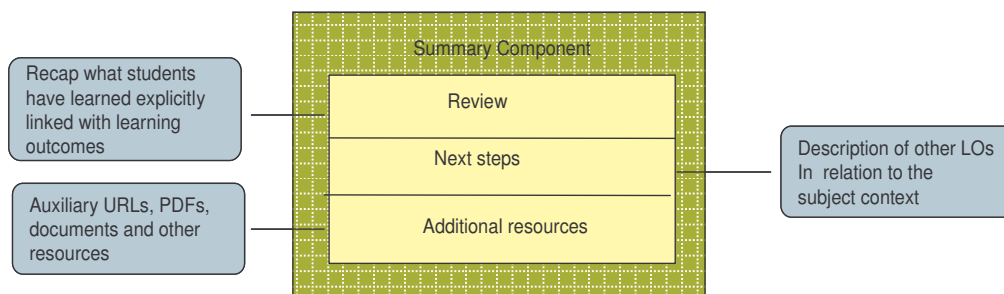 Summary Component
Recap what students
have learned explicitly
linked with learning
outcomes
Review
Next steps
Description of other LOs
In relation to the
subject context
Auxiliary URLs, PDFs,
documents and other
resources
Additional resources